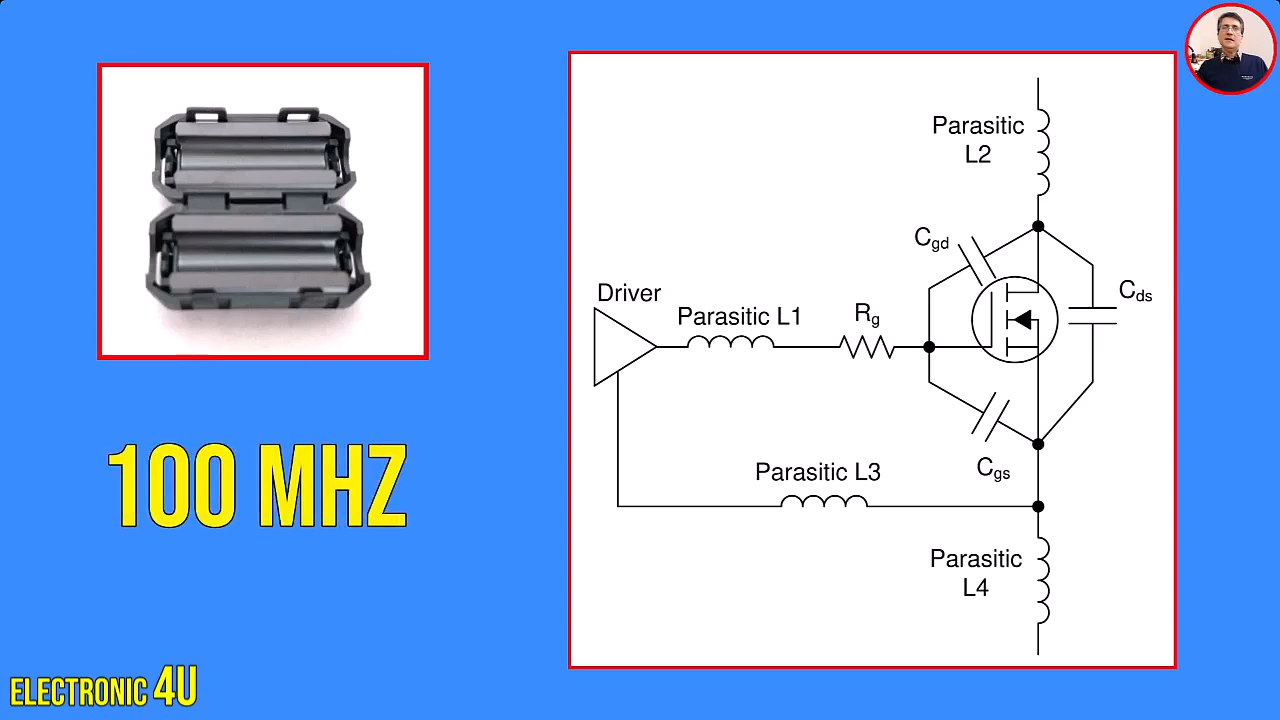 100 MHZ
ELECTRONIC 4U
Parasitic
L2
Cgd
Cds
Driver
Parasitic L1
Rg
Cgs
Parasitic L3
Parasitic
L4